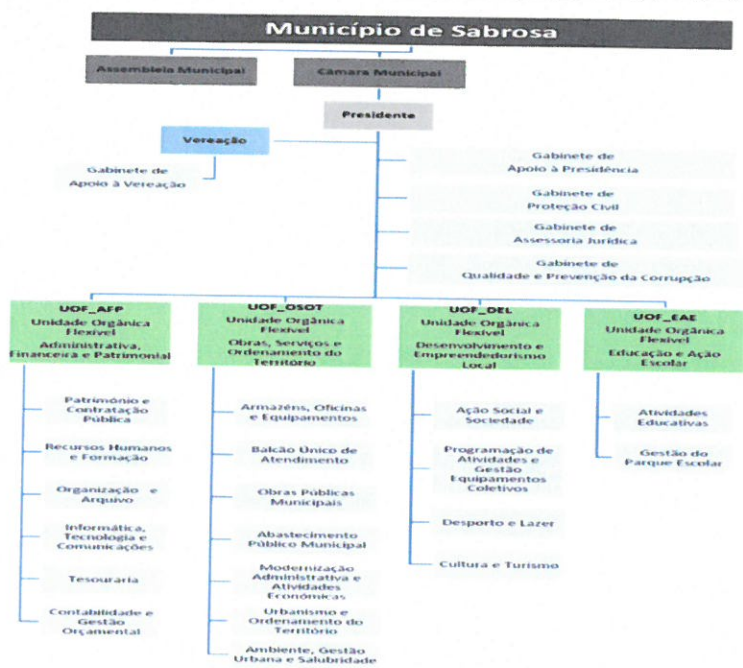 Município de Sabrosa
Assembleia Municipal
Câmara Municipal
Presidente
Vereação
Gabinete de
Apoio à Vereação
Gabinete de
Apoio à Presidência
Gabinete de
Proteção Civil
Gabinete de
Assessoria Jurídica
Gabinete de
Qualidade e Prevenção da Corrupção
UOF_AFP
Unidade Orgânica
Flexível
Administrativa,
Financeira e Patrimonial
Património e
Contratação
Pública
Recursos Humanos
e Formação
Organização e
Arquivo
Informática,
Tecnologia e
Comunicações
Tesouraria
Contabilidade e
Gestão
Orçamental
UOF_OSOT
Unidade Orgânica
Flexível
Obras, Serviços e
Ordenamento do
Território
Armazéns, Oficinas
e Equipamentos
Balcão Único de
Atendimento
Obras Públicas
Municipais
Abastecimento
Público Municipal
Modernização
Administrativa e
Atividades
Económicas
Urbanismo e
Ordenamento do
Território
Ambiente, Gestão
Urbana e Salubridade
UOF_DEL
Unidade Orgânica
Flexível
Desenvolvimento e
Empreendedorismo
Local
Ação Social e
Sociedade
Programação de
Atividades e
Gestão
Equipamentos
Coletivos
Desporto e Lazer
Cultura e Turismo
UOF_EAE
Unidade Orgânica
Flexível
Educação e Ação
Escolar
Atividades
Educativas
Gestão do
Parque Escolar